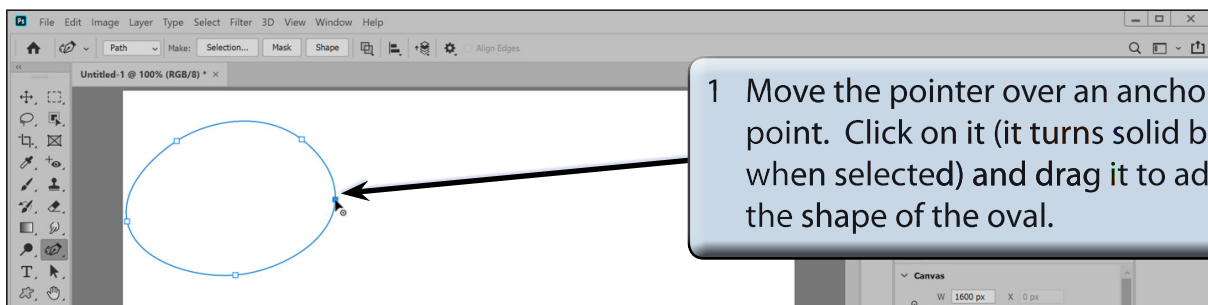 Ps File Edit Image Layer Type Select Filter 3D View Window Help
Path Make: Selection... Mask Shape Align Edges
Untitled-1 @ 100% (RGB/8) * ×
1 Move the pointer over an ancho
point. Click on it (it turns solid b
when selected) and drag it to ad
the shape of the oval.
T
Canvas
W 1600 px X 0 px